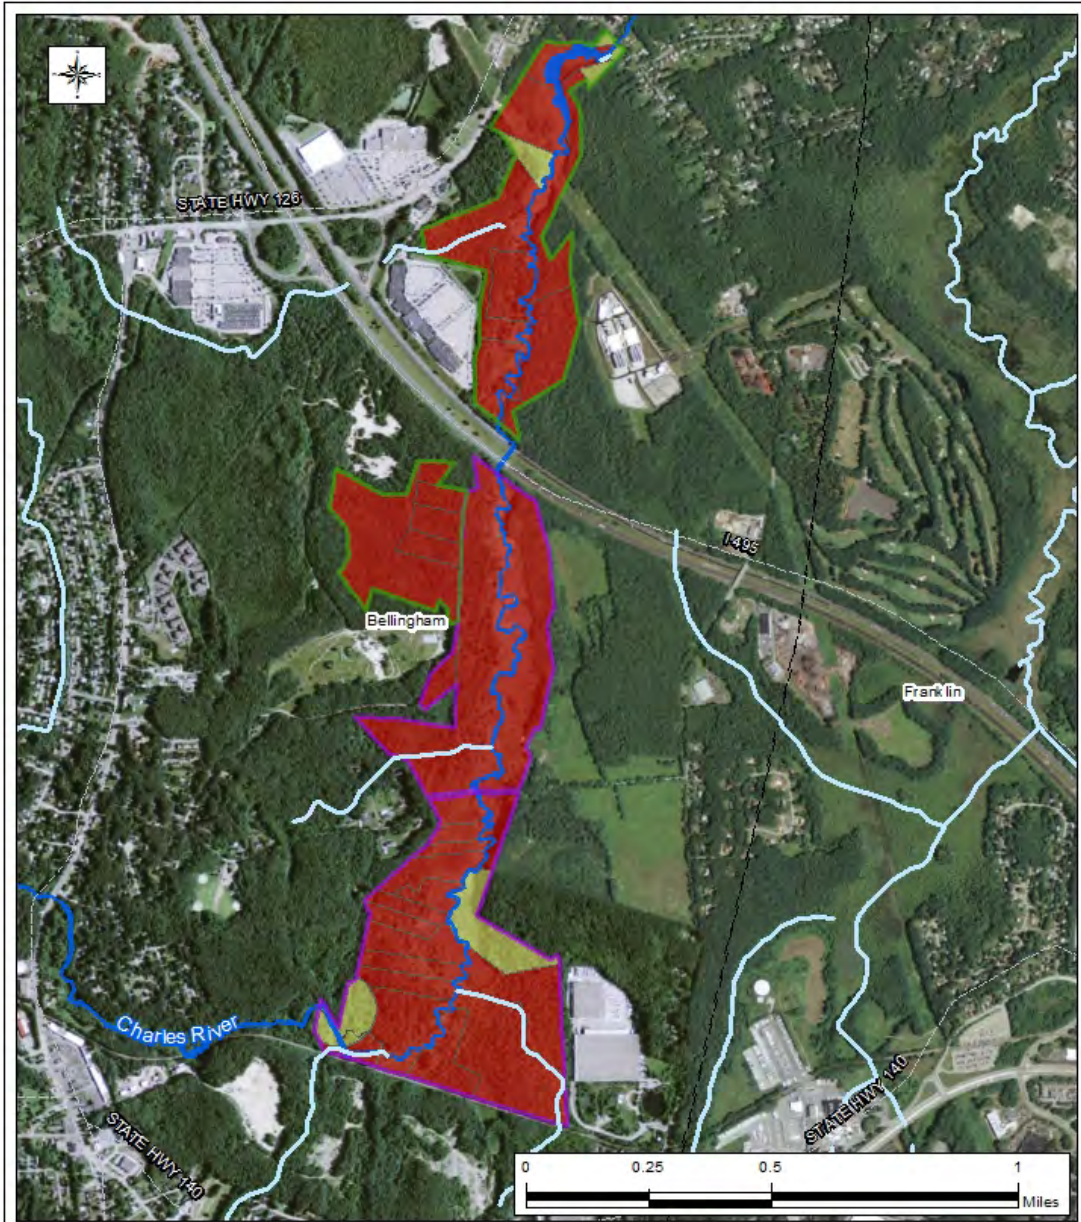 STATE HWY 126
I 495
Bellingham
Franklin
Charles River
STATE HWY 140
STATE HWY 140
0 0.25 0.5 1
Miles